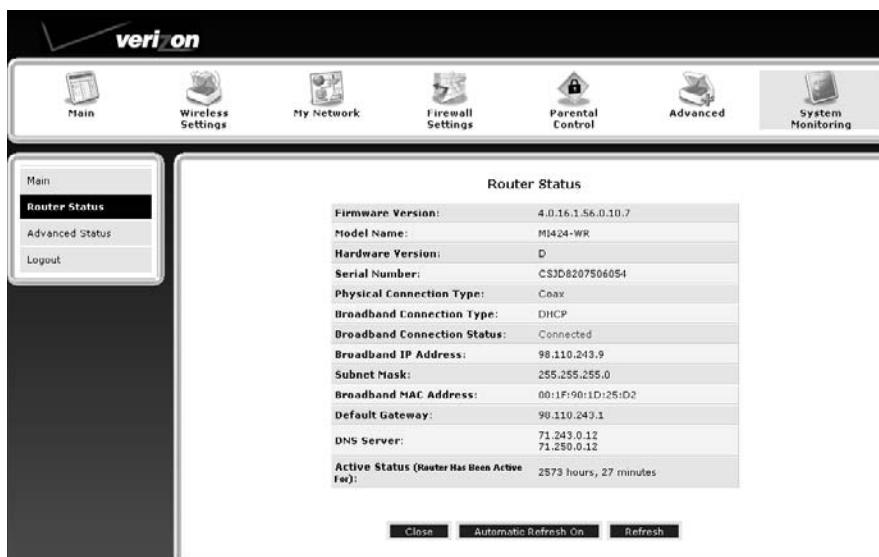 verizon
Main
Wireless Settings
My Network
Firewall Settings
Parental Control
Advanced
System Monitoring
Main
Router Status
Advanced Status
Logout
Router Status
Firmware Version: 4.0.16.1.56.0.10.7
Model Name: MI424-WR
Hardware Version: D
Serial Number: CSJD8207506054
Physical Connection Type: Coax
Broadband Connection Type: DHCP
Broadband Connection Status: Connected
Broadband IP Address: 98.110.243.9
Subnet Mask: 255.255.255.0
Broadband MAC Address: 00:1F:90:1D:25:D2
Default Gateway: 98.110.243.1
DNS Server: 71.243.0.12
71.250.0.12
Active Status (Router Has Been Active For): 2573 hours, 27 minutes
Close
Automatic Refresh On
Refresh